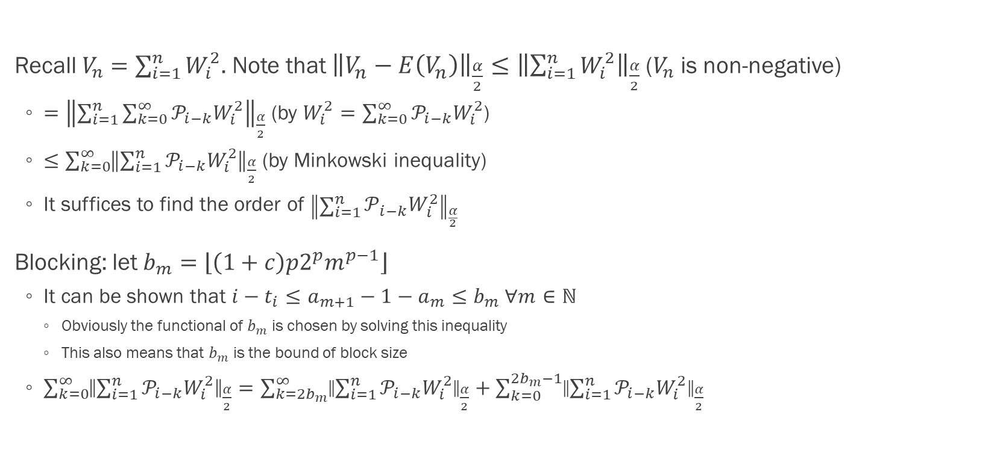 Recall $V_n = \sum_{i=1}^{n} W_i^2$. Note that $\|V_n - E(V_n)\|_{\frac{\alpha}{2}} \leq \|\sum_{i=1}^{n} W_i^2\|_{\frac{\alpha}{2}}$ ($V_n$ is non-negative)
◦ $= \left\|\sum_{i=1}^{n} \sum_{k=0}^{\infty} \mathcal{P}_{i-k} W_i^2\right\|_{\frac{\alpha}{2}}$ (by $W_i^2 = \sum_{k=0}^{\infty} \mathcal{P}_{i-k} W_i^2$)
◦ $\leq \sum_{k=0}^{\infty} \|\sum_{i=1}^{n} \mathcal{P}_{i-k} W_i^2\|_{\frac{\alpha}{2}}$ (by Minkowski inequality)
◦ It suffices to find the order of $\left\|\sum_{i=1}^{n} \mathcal{P}_{i-k} W_i^2\right\|_{\frac{\alpha}{2}}$
Blocking: let $b_m = \lfloor (1 + c)p2^p m^{p-1} \rfloor$
◦ It can be shown that $i - t_i \leq a_{m+1} - 1 - a_m \leq b_m \ \forall m \in \mathbb{N}$
◦ Obviously the functional of $b_m$ is chosen by solving this inequality
◦ This also means that $b_m$ is the bound of block size
◦ $\sum_{k=0}^{\infty} \|\sum_{i=1}^{n} \mathcal{P}_{i-k} W_i^2\|_{\frac{\alpha}{2}} = \sum_{k=2b_m}^{\infty} \|\sum_{i=1}^{n} \mathcal{P}_{i-k} W_i^2\|_{\frac{\alpha}{2}} + \sum_{k=0}^{2b_m-1} \|\sum_{i=1}^{n} \mathcal{P}_{i-k} W_i^2\|_{\frac{\alpha}{2}}$